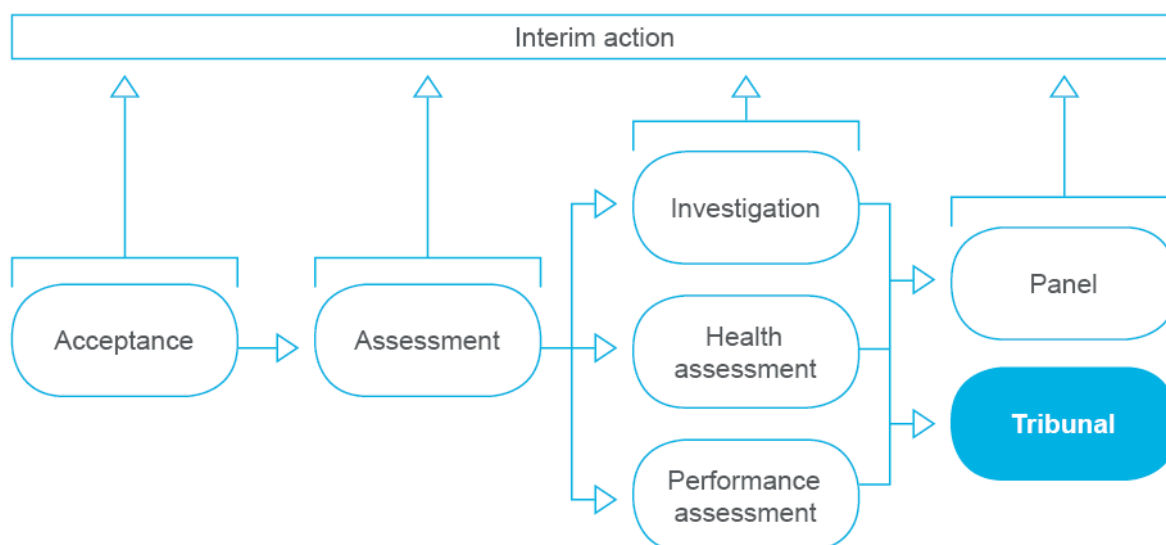 Interim action
Acceptance
Assessment
Investigation
Health
assessment
Performance
assessment
Panel
Tribunal